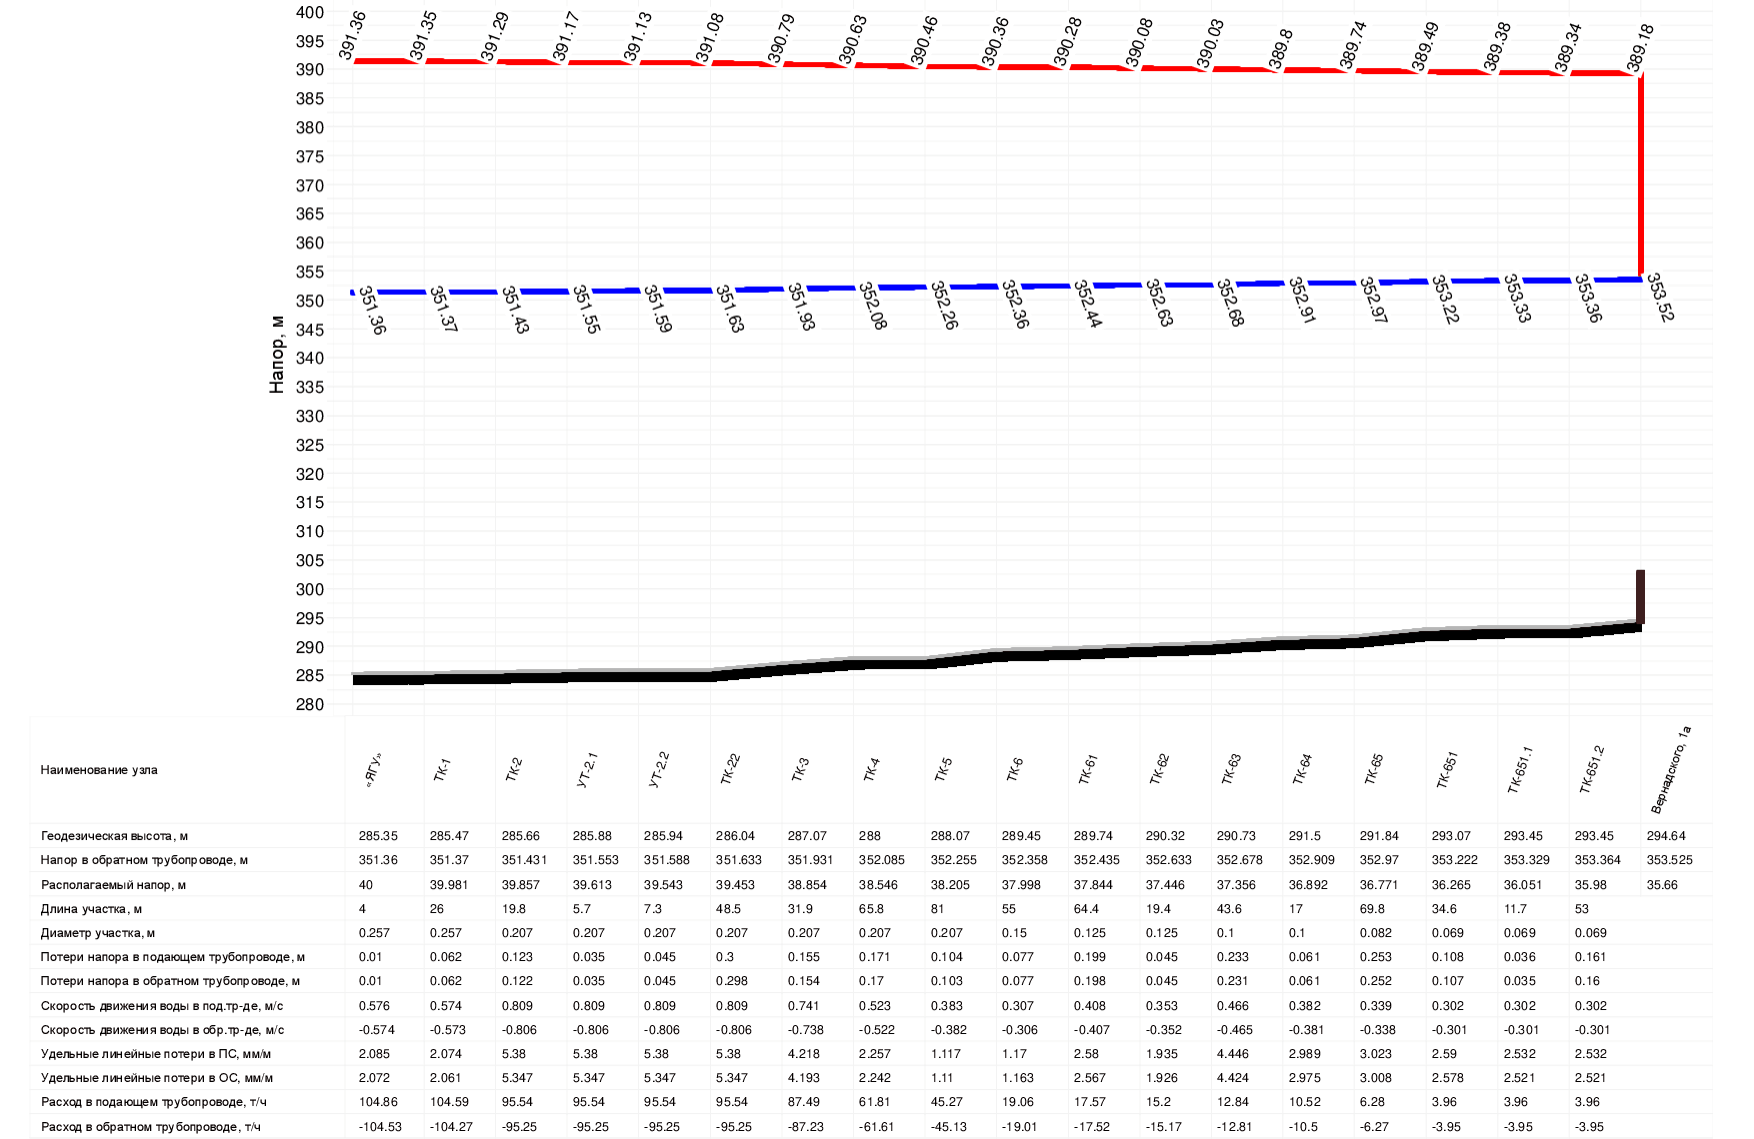 391.36 391.35 391.29 391.17 391.13 391.08 390.79 390.63 390.46 390.36 390.28 390.08 390.03 389.8 389.74 389.49 389.38 389.34 389.18
400
395
390
385
380
375
370
365
360
355
350
345
340
335
330
325
320
315
310
305
300
295
290
285
280
Напор, м
351.36 351.37 351.43 351.55 351.59 351.63 351.93 352.08 352.26 352.36 352.44 352.63 352.68 352.91 352.97 353.22 353.33 353.36 353.52
Наименование узла «ЯГУ» ТК-1 ТК-2 УТ-2.1 УТ-2.2 ТК-22 ТК-3 ТК-4 ТК-5 ТК-6 ТК-61 ТК-62 ТК-63 ТК-64 ТК-65 ТК-651 ТК-651.1 ТК-651.2 Вернадского, 1а
Геодезическая высота, м 285.35 285.47 285.66 285.88 285.94 286.04 287.07 288 288.07 289.45 289.74 290.32 290.73 291.5 291.84 293.07 293.45 293.45 294.64
Напор в обратном трубопроводе, м 351.36 351.37 351.431 351.553 351.588 351.633 351.931 352.085 352.255 352.358 352.435 352.633 352.678 352.909 352.97 353.222 353.329 353.364 353.525
Располагаемый напор, м 40 39.981 39.857 39.613 39.543 39.453 38.854 38.546 38.205 37.998 37.844 37.446 37.356 36.892 36.771 36.265 36.051 35.98 35.66
Длина участка, м 4 26 19.8 5.7 7.3 48.5 31.9 65.8 81 55 64.4 19.4 43.6 17 69.8 34.6 11.7 53
Диаметр участка, м 0.257 0.257 0.207 0.207 0.207 0.207 0.207 0.207 0.207 0.15 0.125 0.125 0.1 0.1 0.082 0.069 0.069 0.069
Потери напора в подающем трубопроводе, м 0.01 0.062 0.123 0.035 0.045 0.3 0.155 0.171 0.104 0.077 0.199 0.045 0.233 0.061 0.253 0.108 0.036 0.161
Потери напора в обратном трубопроводе, м 0.01 0.062 0.122 0.035 0.045 0.298 0.154 0.17 0.103 0.077 0.198 0.045 0.231 0.061 0.252 0.107 0.035 0.16
Скорость движения воды в под.тр-де, м/с 0.576 0.574 0.809 0.809 0.809 0.809 0.741 0.523 0.383 0.307 0.408 0.353 0.466 0.382 0.339 0.302 0.302 0.302
Скорость движения воды в обр.тр-де, м/с -0.574 -0.573 -0.806 -0.806 -0.806 -0.806 -0.738 -0.522 -0.382 -0.306 -0.407 -0.352 -0.465 -0.381 -0.338 -0.301 -0.301 -0.301
Удельные линейные потери в ПС, мм/м 2.085 2.074 5.38 5.38 5.38 5.38 4.218 2.257 1.117 1.17 2.58 1.935 4.446 2.989 3.023 2.59 2.532 2.532
Удельные линейные потери в ОС, мм/м 2.072 2.061 5.347 5.347 5.347 5.347 4.193 2.242 1.11 1.163 2.567 1.926 4.424 2.975 3.008 2.578 2.521 2.521
Расход в подающем трубопроводе, т/ч 104.86 104.59 95.54 95.54 95.54 95.54 87.49 61.81 45.27 19.06 17.57 15.2 12.84 10.52 6.28 3.96 3.96 3.96
Расход в обратном трубопроводе, т/ч -104.53 -104.27 -95.25 -95.25 -95.25 -95.25 -87.23 -61.61 -45.13 -19.01 -17.52 -15.17 -12.81 -10.5 -6.27 -3.95 -3.95 -3.95